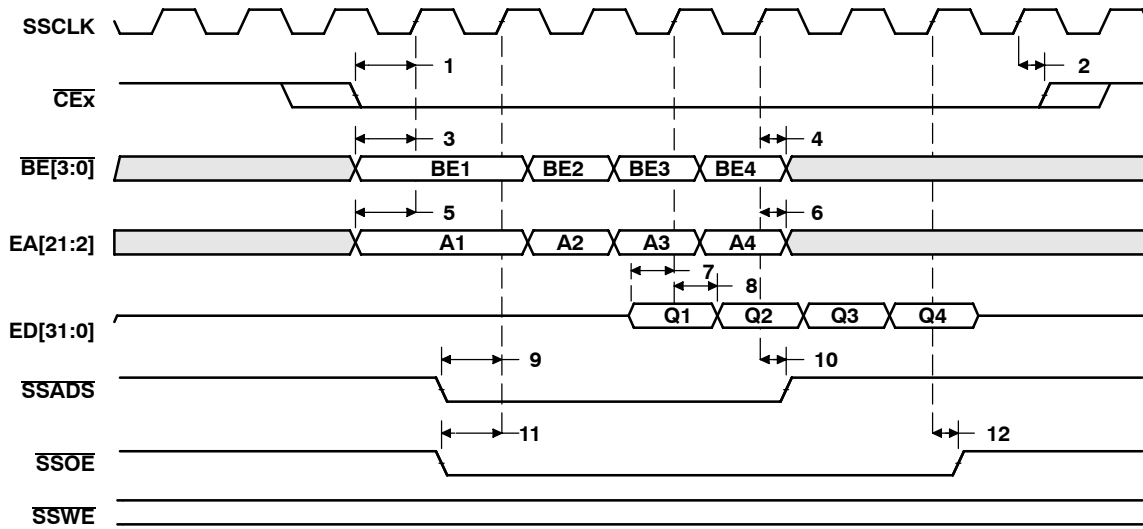 SSCLK
1
2
CEx
3
4
BE[3:0]
BE1
BE2
BE3
BE4
5
6
EA[21:2]
A1
A2
A3
A4
7
8
ED[31:0]
Q1
Q2
Q3
Q4
9
10
SSADS
11
12
SSOE
SSWE